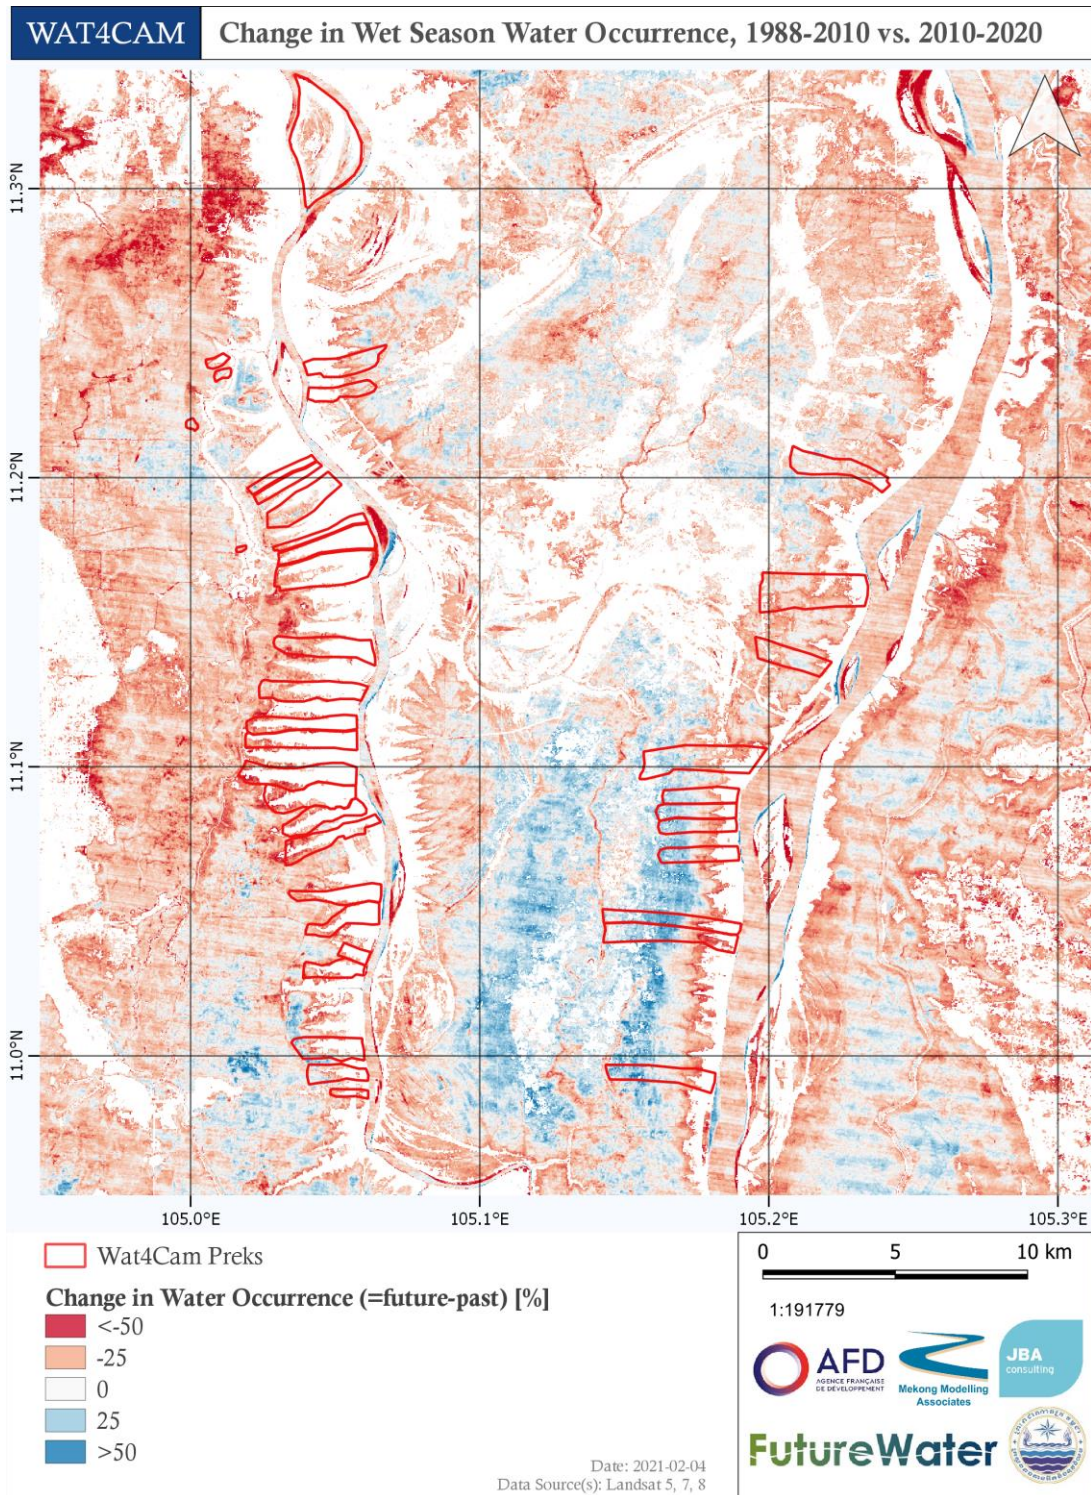 WAT4CAM
Change in Wet Season Water Occurrence, 1988-2010 vs. 2010-2020
11.3°N
11.2°N
11.1°N
11.0°N
105.0°E
105.1°E
105.2°E
105.3°E
Wat4Cam Preks
Change in Water Occurrence (=future-past) [%]
<-50
-25
0
25
>50
Date: 2021-02-04
Data Source(s): Landsat 5, 7, 8
0 5 10 km
1:191779
AFD
AGENCE FRANÇAISE
DE DÉVELOPPEMENT
Mekong Modelling
Associates
JBA
consulting
FutureWater